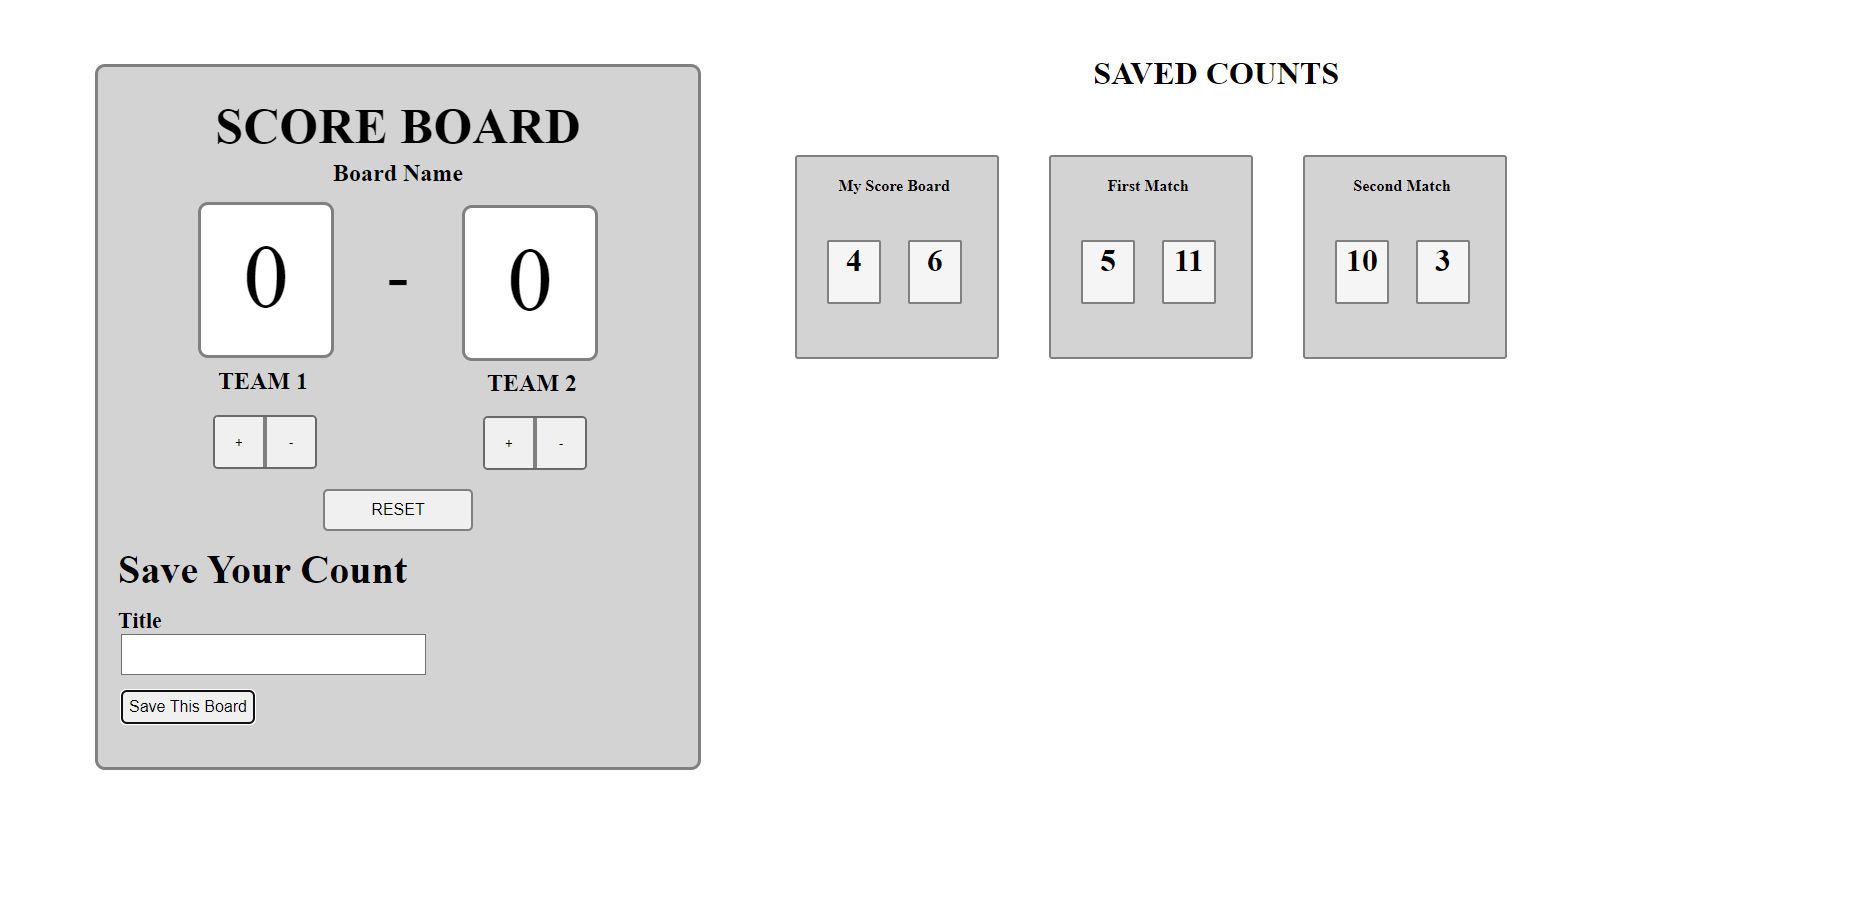 SCORE BOARD
Board Name
0 - 0
TEAM 1 TEAM 2
+ - + -
RESET
Save Your Count
Title
Save This Board
SAVED COUNTS
My Score Board
4 6
First Match
5 11
Second Match
10 3